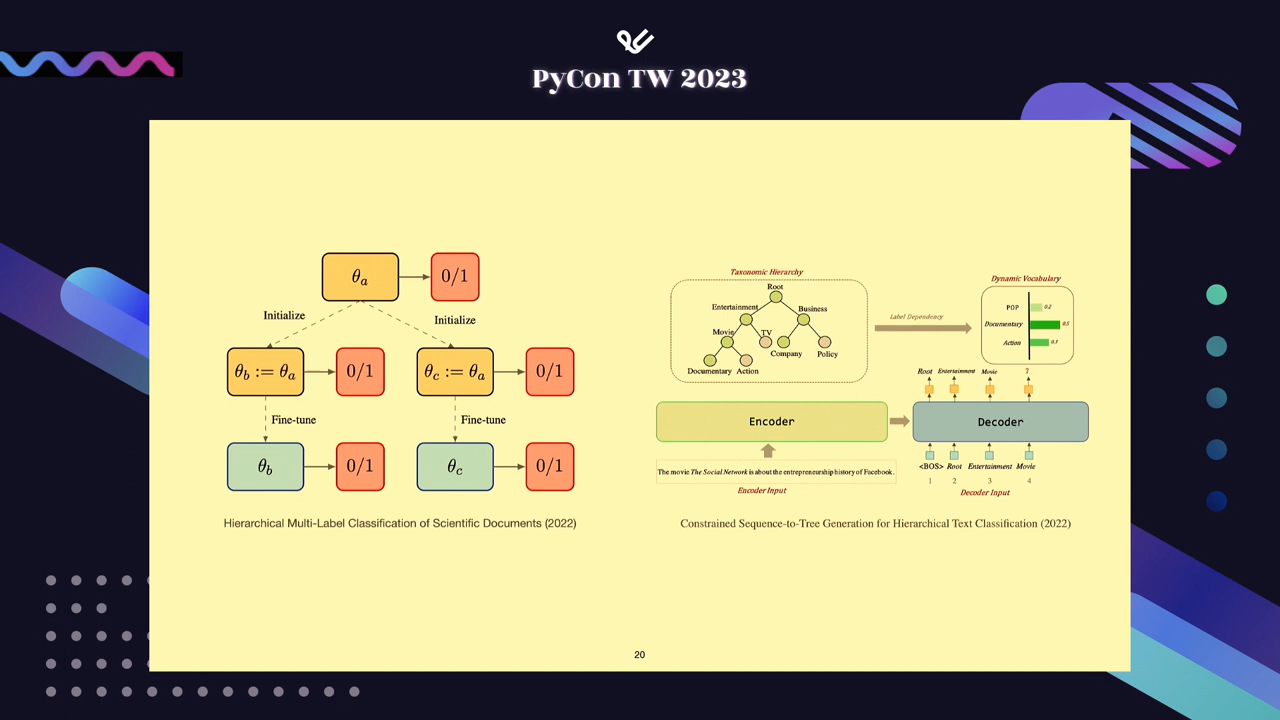 PyCon TW 2023
θa
0/1
Initialize
Initialize
θb := θa
0/1
θc := θa
0/1
Fine-tune
Fine-tune
θb
0/1
θc
0/1
Hierarchical Multi-Label Classification of Scientific Documents (2022)
Taxonomic Hierarchy
Root
Entertainment
Business
Movie
TV
Company
Policy
Documentary
Action
Label Dependency
Dynamic Vocabulary
POP
0.2
Documentary
0.5
Action
0.3
Root Entertainment Movie ?
Encoder
Decoder
The movie The Social Network is about the entrepreneurship history of Facebook.
Encoder Input
<BOS> Root Entertainment Movie
1 2 3 4
Decoder Input
Constrained Sequence-to-Tree Generation for Hierarchical Text Classification (2022)
20